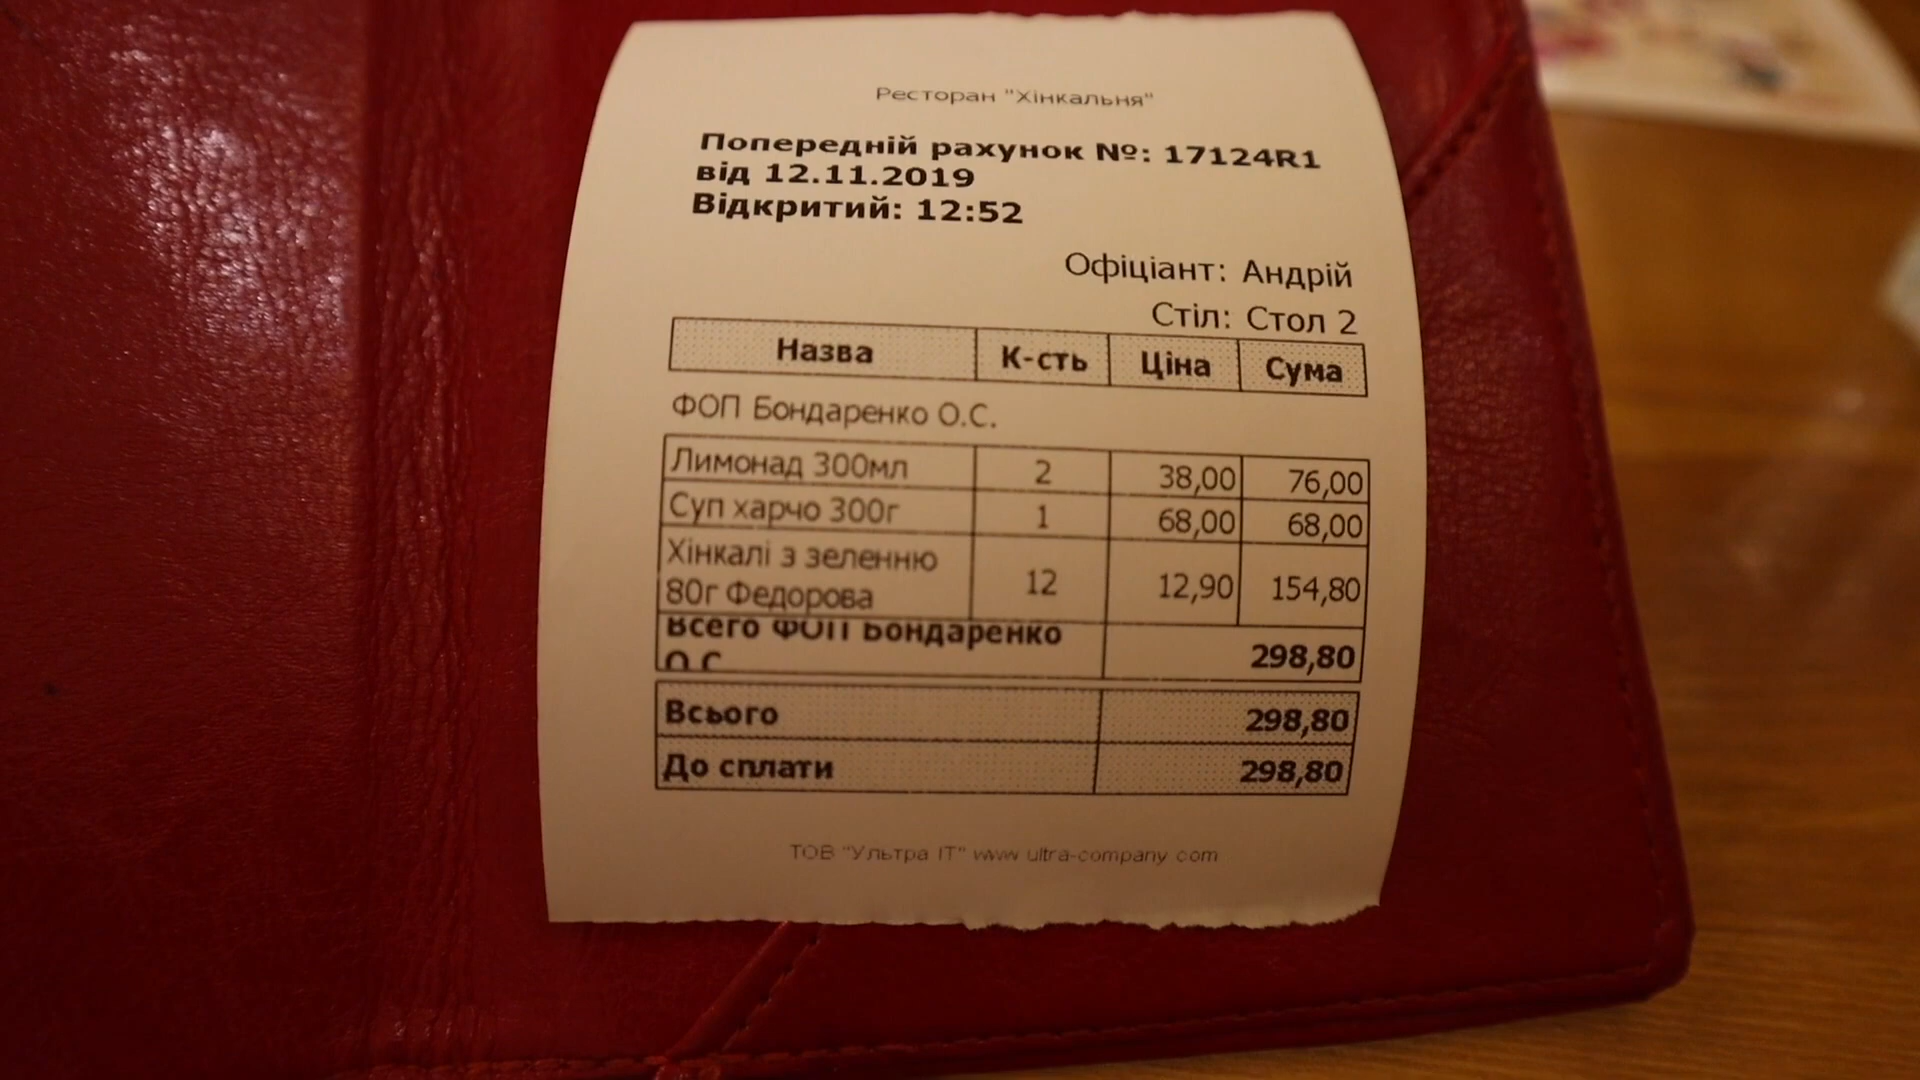 Ресторан "Хінкальня"
Попередній рахунок №: 17124R1
від 12.11.2019
Відкритий: 12:52
Офіціант: Андрій
Стіл: Стол 2
Назва К-сть Ціна Сума
ФОП Бондаренко О.С.
Лимонад 300мл 2 38,00 76,00
Суп харчо 300г 1 68,00 68,00
Хінкалі з зеленню
80г Федорова 12 12,90 154,80
Всего ФОП Бондаренко
О.С. 298,80
Всього 298,80
До сплати 298,80
ТОВ "Ультра ІТ" www ultra-company com